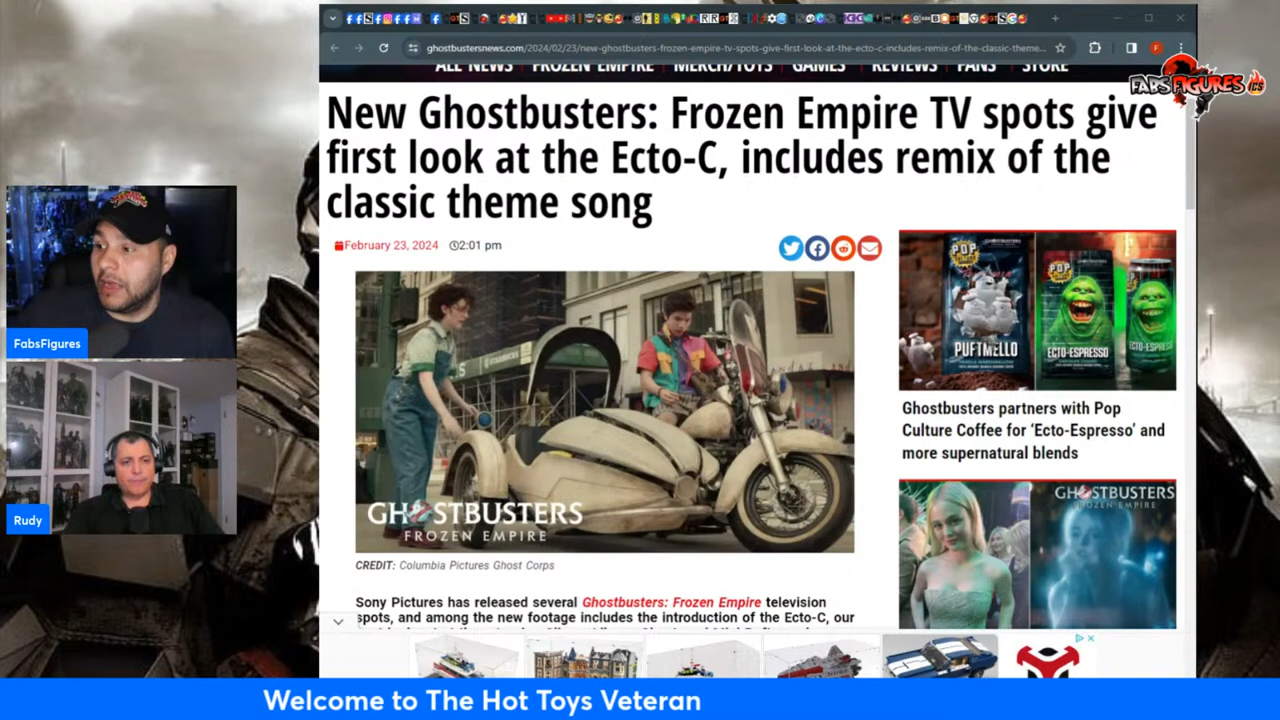 ghostbustersnews.com/2024/02/23/new-ghostbusters-frozen-empire-tv-spots-give-first-look-at-the-ecto-c-includes-remix-of-the-classic-theme...
FABSFIGURES
ALL NEWS FROZEN EMPIRE MERCH/TOYS GAMES REVIEWS FANS STORE
New Ghostbusters: Frozen Empire TV spots give
first look at the Ecto-C, includes remix of the
classic theme song
February 23, 2024 2:01 pm
POP
PUFTMELLO
POP
ECTO-ESPRESSO
ECTO-ESPRESSO
FabsFigures
Ghostbusters partners with Pop
Culture Coffee for ‘Ecto-Espresso’ and
more supernatural blends
GHOSTBUSTERS
FROZEN EMPIRE
GHOSTBUSTERS
FROZEN EMPIRE
Rudy
CREDIT: Columbia Pictures Ghost Corps
Sony Pictures has released several Ghostbusters: Frozen Empire television
spots, and among the new footage includes the introduction of the Ecto-C, our
Welcome to The Hot Toys Veteran